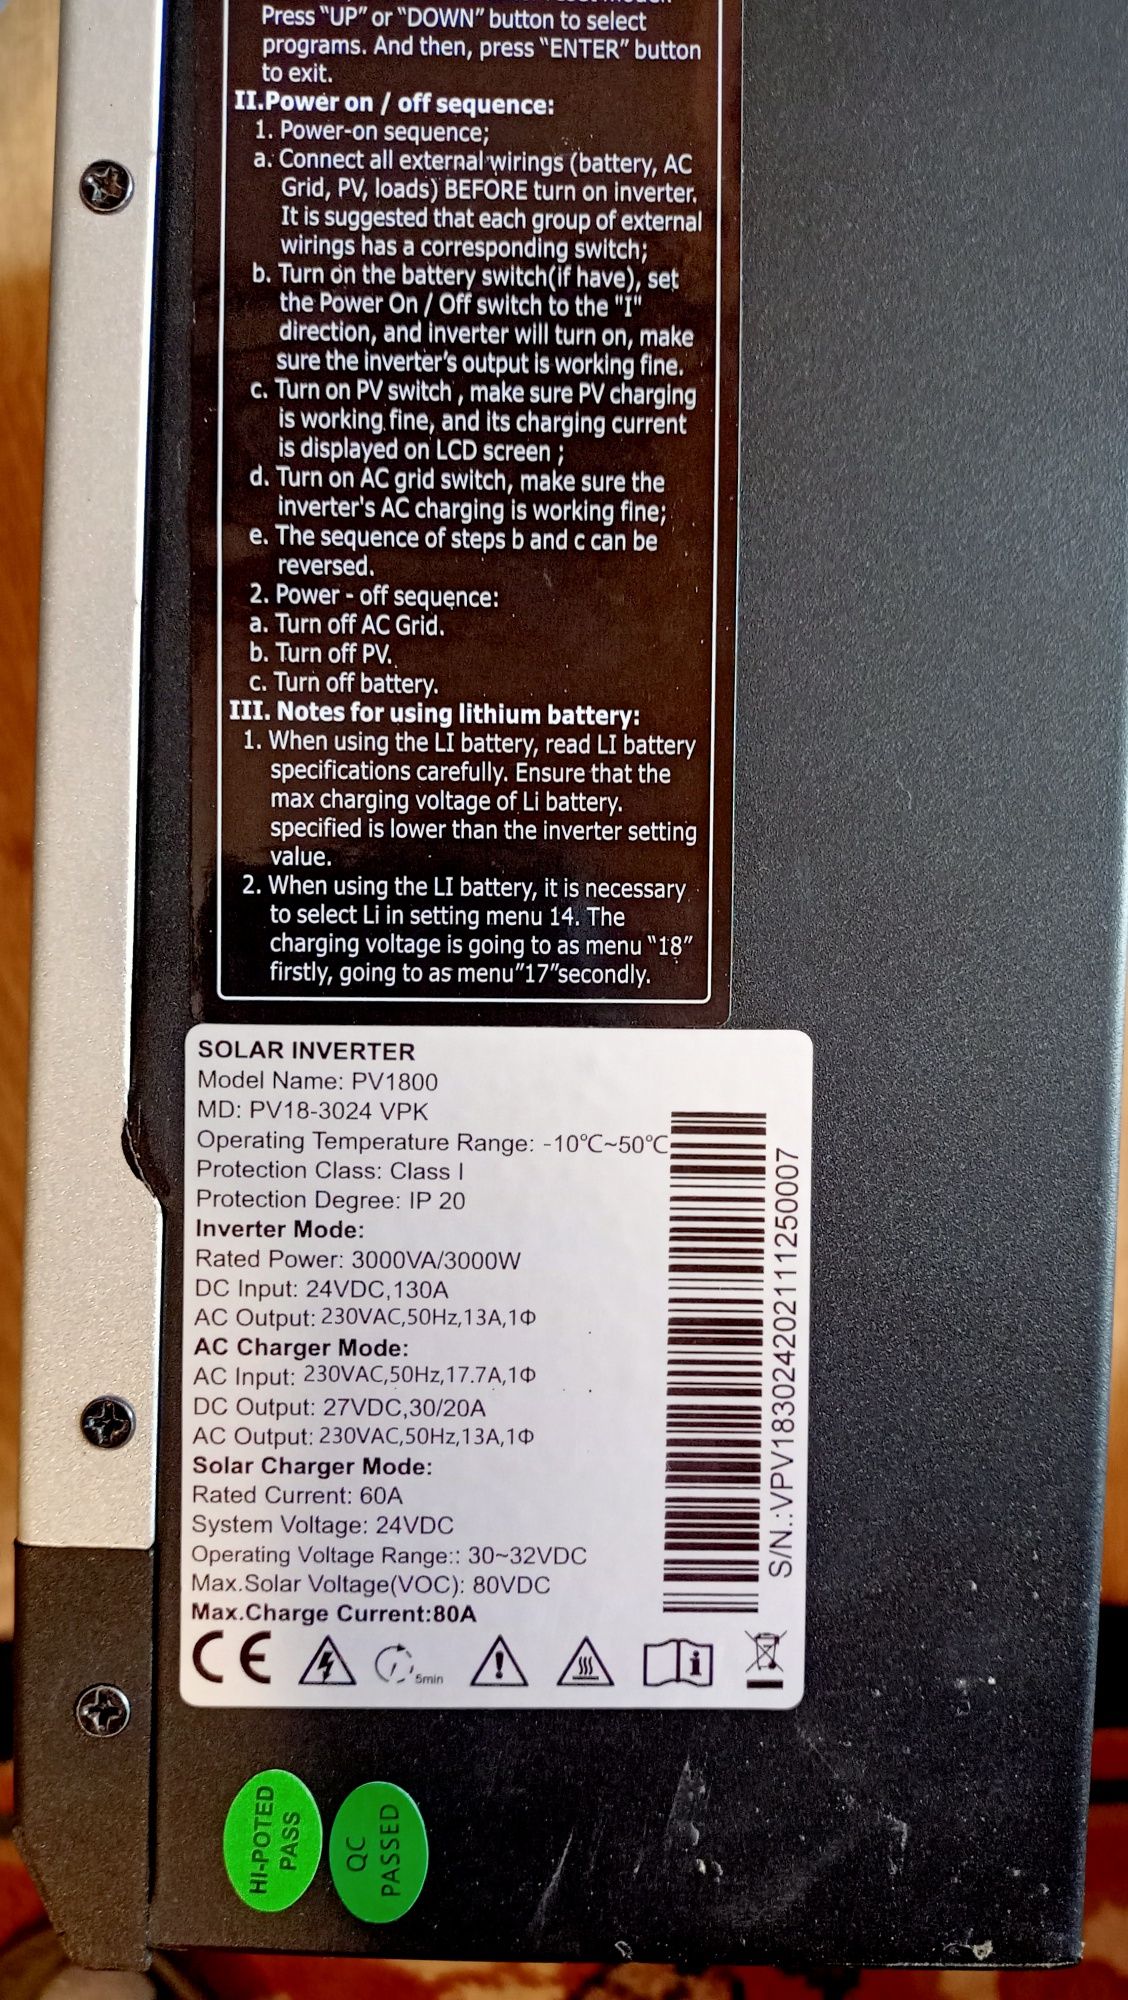 Press “UP” or “DOWN” button to select
programs. And then, press “ENTER” button
to exit.
II.Power on / off sequence:
1. Power-on sequence;
a. Connect all external wirings (battery, AC
Grid, PV, loads) BEFORE turn on inverter.
It is suggested that each group of external
wirings has a corresponding switch;
b. Turn on the battery switch(if have), set
the Power On / Off switch to the "I"
direction, and inverter will turn on, make
sure the inverter’s output is working fine.
c. Turn on PV switch , make sure PV charging
is working fine, and its charging current
is displayed on LCD screen ;
d. Turn on AC grid switch, make sure the
inverter's AC charging is working fine;
e. The sequence of steps b and c can be
reversed.
2. Power - off sequence:
a. Turn off AC Grid.
b. Turn off PV.
c. Turn off battery.
III. Notes for using lithium battery:
1. When using the LI battery, read LI battery
specifications carefully. Ensure that the
max charging voltage of Li battery.
specified is lower than the inverter setting
value.
2. When using the LI battery, it is necessary
to select Li in setting menu 14. The
charging voltage is going to as menu “18”
firstly, going to as menu”17”secondly.
SOLAR INVERTER
Model Name: PV1800
MD: PV18-3024 VPK
Operating Temperature Range: -10℃~50℃
Protection Class: Class I
Protection Degree: IP 20
Inverter Mode:
Rated Power: 3000VA/3000W
DC Input: 24VDC,130A
AC Output: 230VAC,50Hz,13A,1Φ
AC Charger Mode:
AC Input: 230VAC,50Hz,17.7A,1Φ
DC Output: 27VDC,30/20A
AC Output: 230VAC,50Hz,13A,1Φ
Solar Charger Mode:
Rated Current: 60A
System Voltage: 24VDC
Operating Voltage Range:: 30~32VDC
Max.Solar Voltage(VOC): 80VDC
Max.Charge Current:80A
CE
5min
S/N.:VPV18302420211250007
HI-POTED
PASS
QC
PASSED